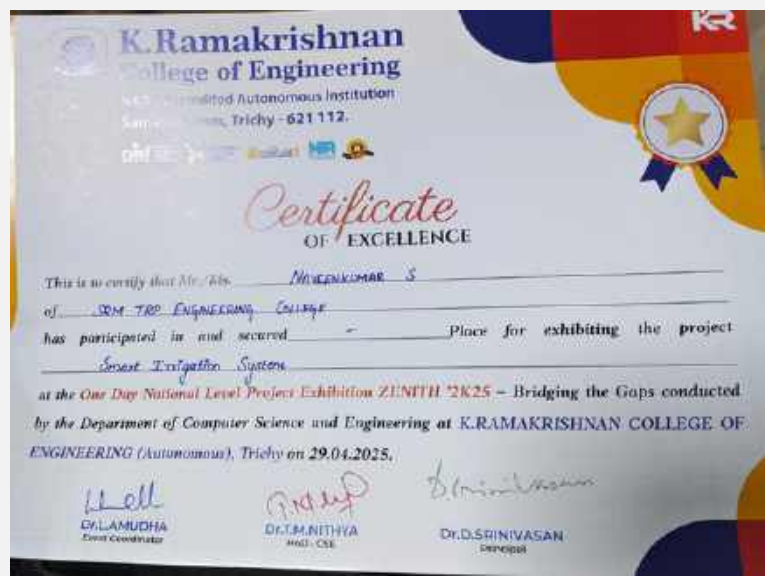 KR
K.Ramakrishnan
College of Engineering
Accredited Autonomous Institution
Trichy - 621 112.
Certificate
OF EXCELLENCE
This is to certify that Mr./Ms. NAVEENKUMAR S
of SRM TRP ENGINEERING COLLEGE
has participated in and secured - Place for exhibiting the project
Smart Irrigation System
at the One Day National Level Project Exhibition ZENITH '2K25 – Bridging the Gaps conducted
by the Department of Computer Science and Engineering at K.RAMAKRISHNAN COLLEGE OF
ENGINEERING (Autonomous), Trichy on 29.04.2025.
D Srinivasan
Dr.LAMUDHA Dr.T.M.NITHYA Dr.D.SRINIVASAN
Event Coordinator HoD - CSE Principal